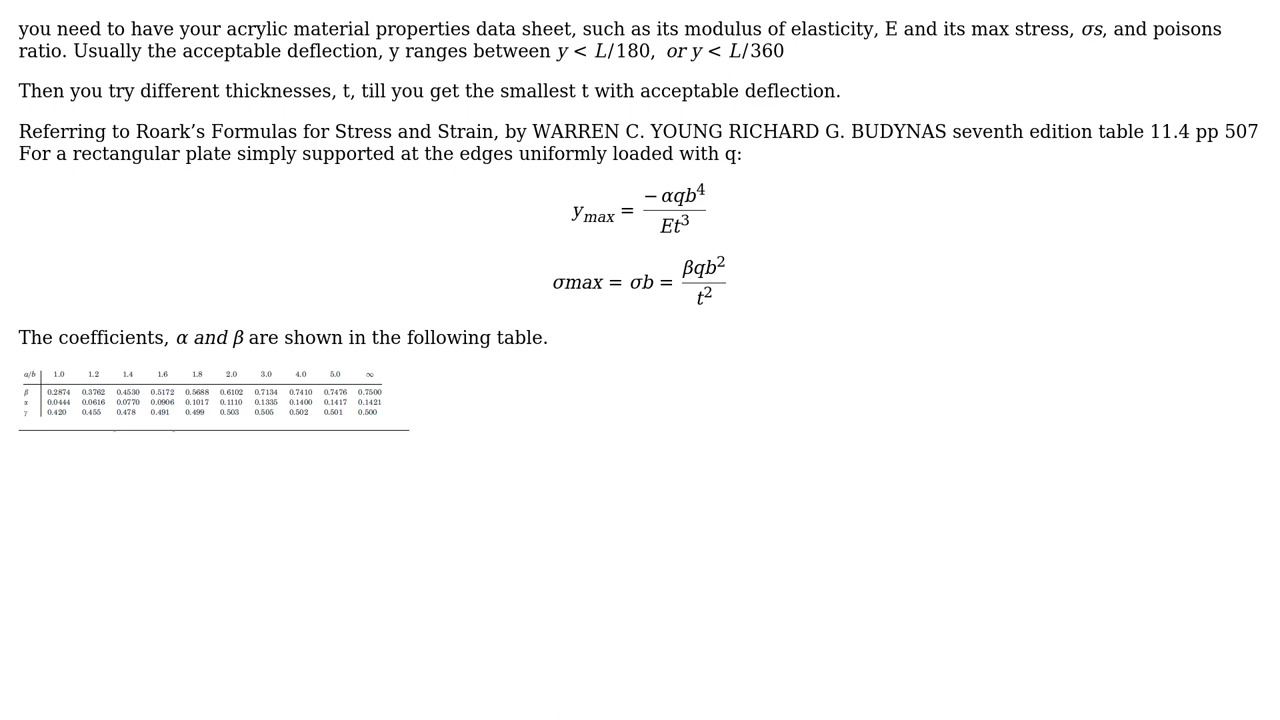 you need to have your acrylic material properties data sheet, such as its modulus of elasticity, E and its max stress, σs, and poisons
ratio. Usually the acceptable deflection, y ranges between y < L/180, or y < L/360
Then you try different thicknesses, t, till you get the smallest t with acceptable deflection.
Referring to Roark’s Formulas for Stress and Strain, by WARREN C. YOUNG RICHARD G. BUDYNAS seventh edition table 11.4 pp 507
For a rectangular plate simply supported at the edges uniformly loaded with q:
y_max = −αqb^4 / Et^3
σmax = σb = βqb^2 / t^2
The coefficients, α and β are shown in the following table.
a/b 1.0 1.2 1.4 1.6 1.8 2.0 3.0 4.0 5.0 ∞
β 0.2874 0.3762 0.4530 0.5172 0.5688 0.6102 0.7134 0.7410 0.7476 0.7500
α 0.0444 0.0616 0.0770 0.0906 0.1017 0.1110 0.1335 0.1400 0.1417 0.1421
γ 0.420 0.455 0.478 0.491 0.499 0.503 0.505 0.502 0.501 0.500